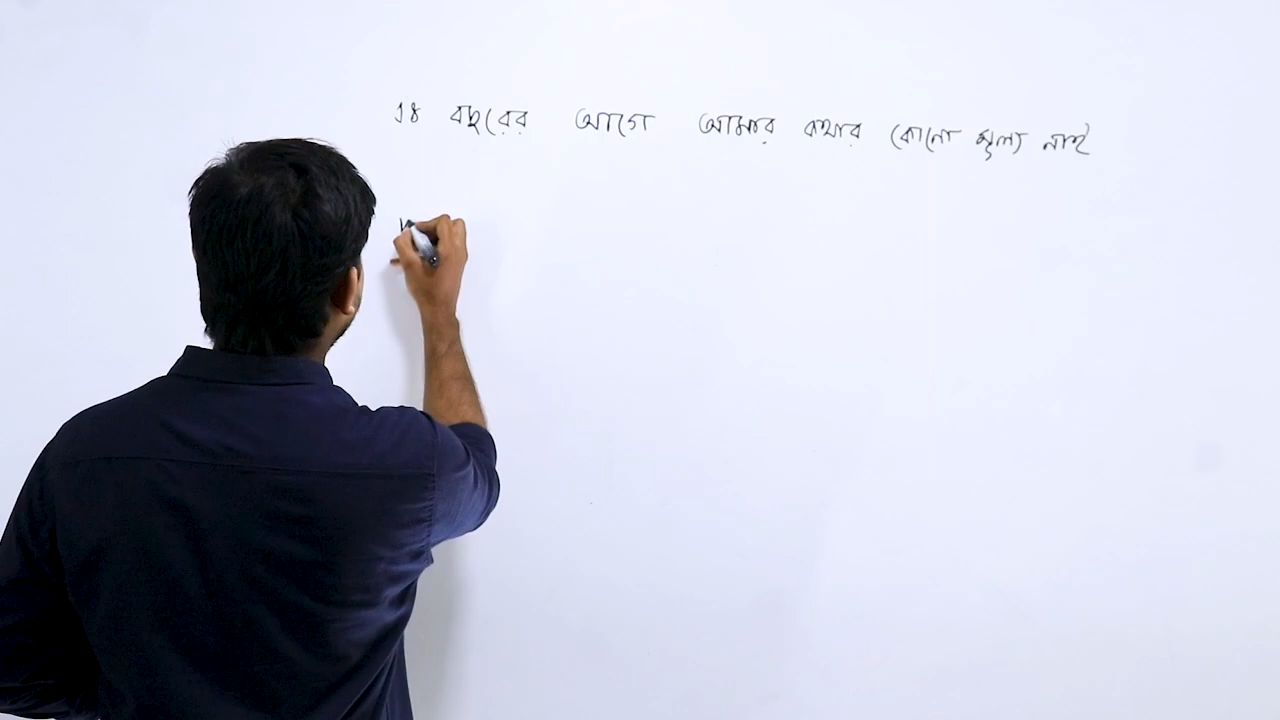 ১৪ বছরের আগে আমার কথার কোনো মূল্য নাই